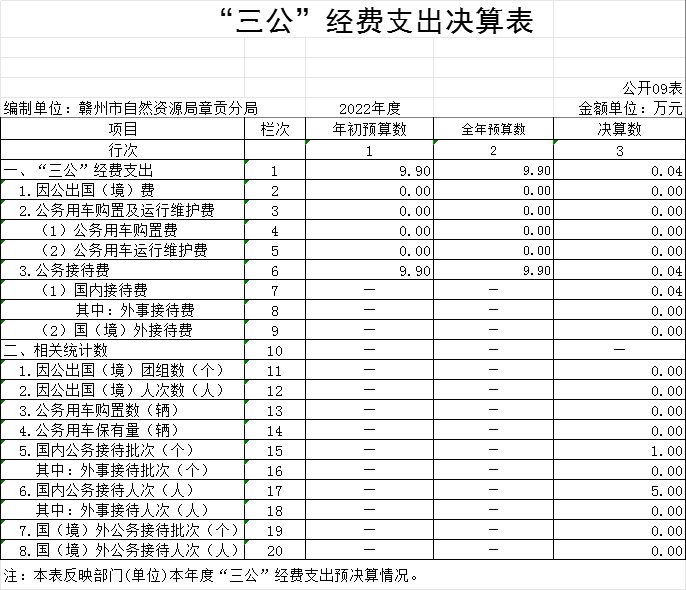 “三公”经费支出决算表
公开09表
编制单位：赣州市自然资源局章贡分局 2022年度 金额单位：万元
项目 栏次 年初预算数 全年预算数 决算数
行次 1 2 3
一、“三公”经费支出 1 9.90 9.90 0.04
1.因公出国（境）费 2 0.00 0.00 0.00
2.公务用车购置及运行维护费 3 0.00 0.00 0.00
（1）公务用车购置费 4 0.00 0.00 0.00
（2）公务用车运行维护费 5 0.00 0.00 0.00
3.公务接待费 6 9.90 9.90 0.04
（1）国内接待费 7 — — 0.04
其中：外事接待费 8 — — 0.00
（2）国（境）外接待费 9 — — 0.00
二、相关统计数 10 — — —
1.因公出国（境）团组数（个） 11 — — 0.00
2.因公出国（境）人次数（人） 12 — — 0.00
3.公务用车购置数（辆） 13 — — 0.00
4.公务用车保有量（辆） 14 — — 0.00
5.国内公务接待批次（个） 15 — — 1.00
其中：外事接待批次（个） 16 — — 0.00
6.国内公务接待人次（人） 17 — — 5.00
其中：外事接待人次（人） 18 — — 0.00
7.国（境）外公务接待批次（个） 19 — — 0.00
8.国（境）外公务接待人次（人） 20 — — 0.00
注：本表反映部门(单位)本年度“三公”经费支出预决算情况。